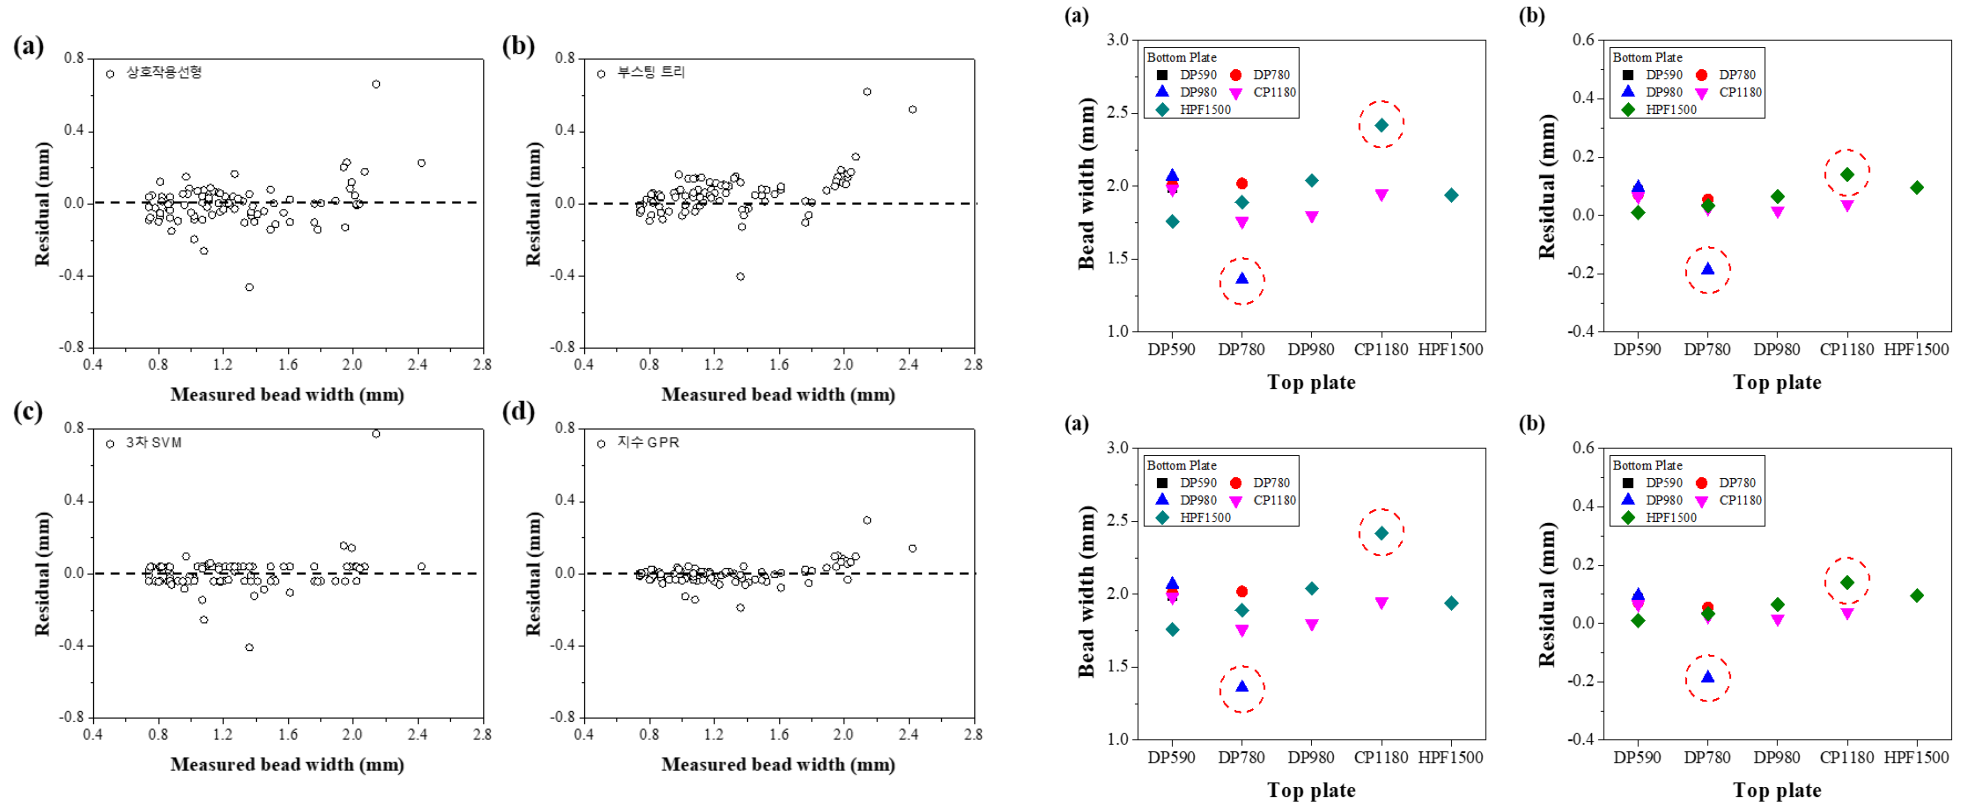 (a)
상호작용선형
Residual (mm)
0.8
0.4
0.0
-0.4
-0.8
0.4 0.8 1.2 1.6 2.0 2.4 2.8
Measured bead width (mm)
(b)
부스팅 트리
Residual (mm)
0.8
0.4
0.0
-0.4
-0.8
0.4 0.8 1.2 1.6 2.0 2.4 2.8
Measured bead width (mm)
(c)
3차 SVM
Residual (mm)
0.8
0.4
0.0
-0.4
-0.8
0.4 0.8 1.2 1.6 2.0 2.4 2.8
Measured bead width (mm)
(d)
지수 GPR
Residual (mm)
0.8
0.4
0.0
-0.4
-0.8
0.4 0.8 1.2 1.6 2.0 2.4 2.8
Measured bead width (mm)
(a)
Bottom Plate
DP590 DP780
DP980 CP1180
HPF1500
Bead width (mm)
3.0
2.5
2.0
1.5
1.0
DP590 DP780 DP980 CP1180 HPF1500
Top plate
(b)
Bottom Plate
DP590 DP780
DP980 CP1180
HPF1500
Residual (mm)
0.6
0.4
0.2
0.0
-0.2
-0.4
DP590 DP780 DP980 CP1180 HPF1500
Top plate
(a)
Bottom Plate
DP590 DP780
DP980 CP1180
HPF1500
Bead width (mm)
3.0
2.5
2.0
1.5
1.0
DP590 DP780 DP980 CP1180 HPF1500
Top plate
(b)
Bottom Plate
DP590 DP780
DP980 CP1180
HPF1500
Residual (mm)
0.6
0.4
0.2
0.0
-0.2
-0.4
DP590 DP780 DP980 CP1180 HPF1500
Top plate